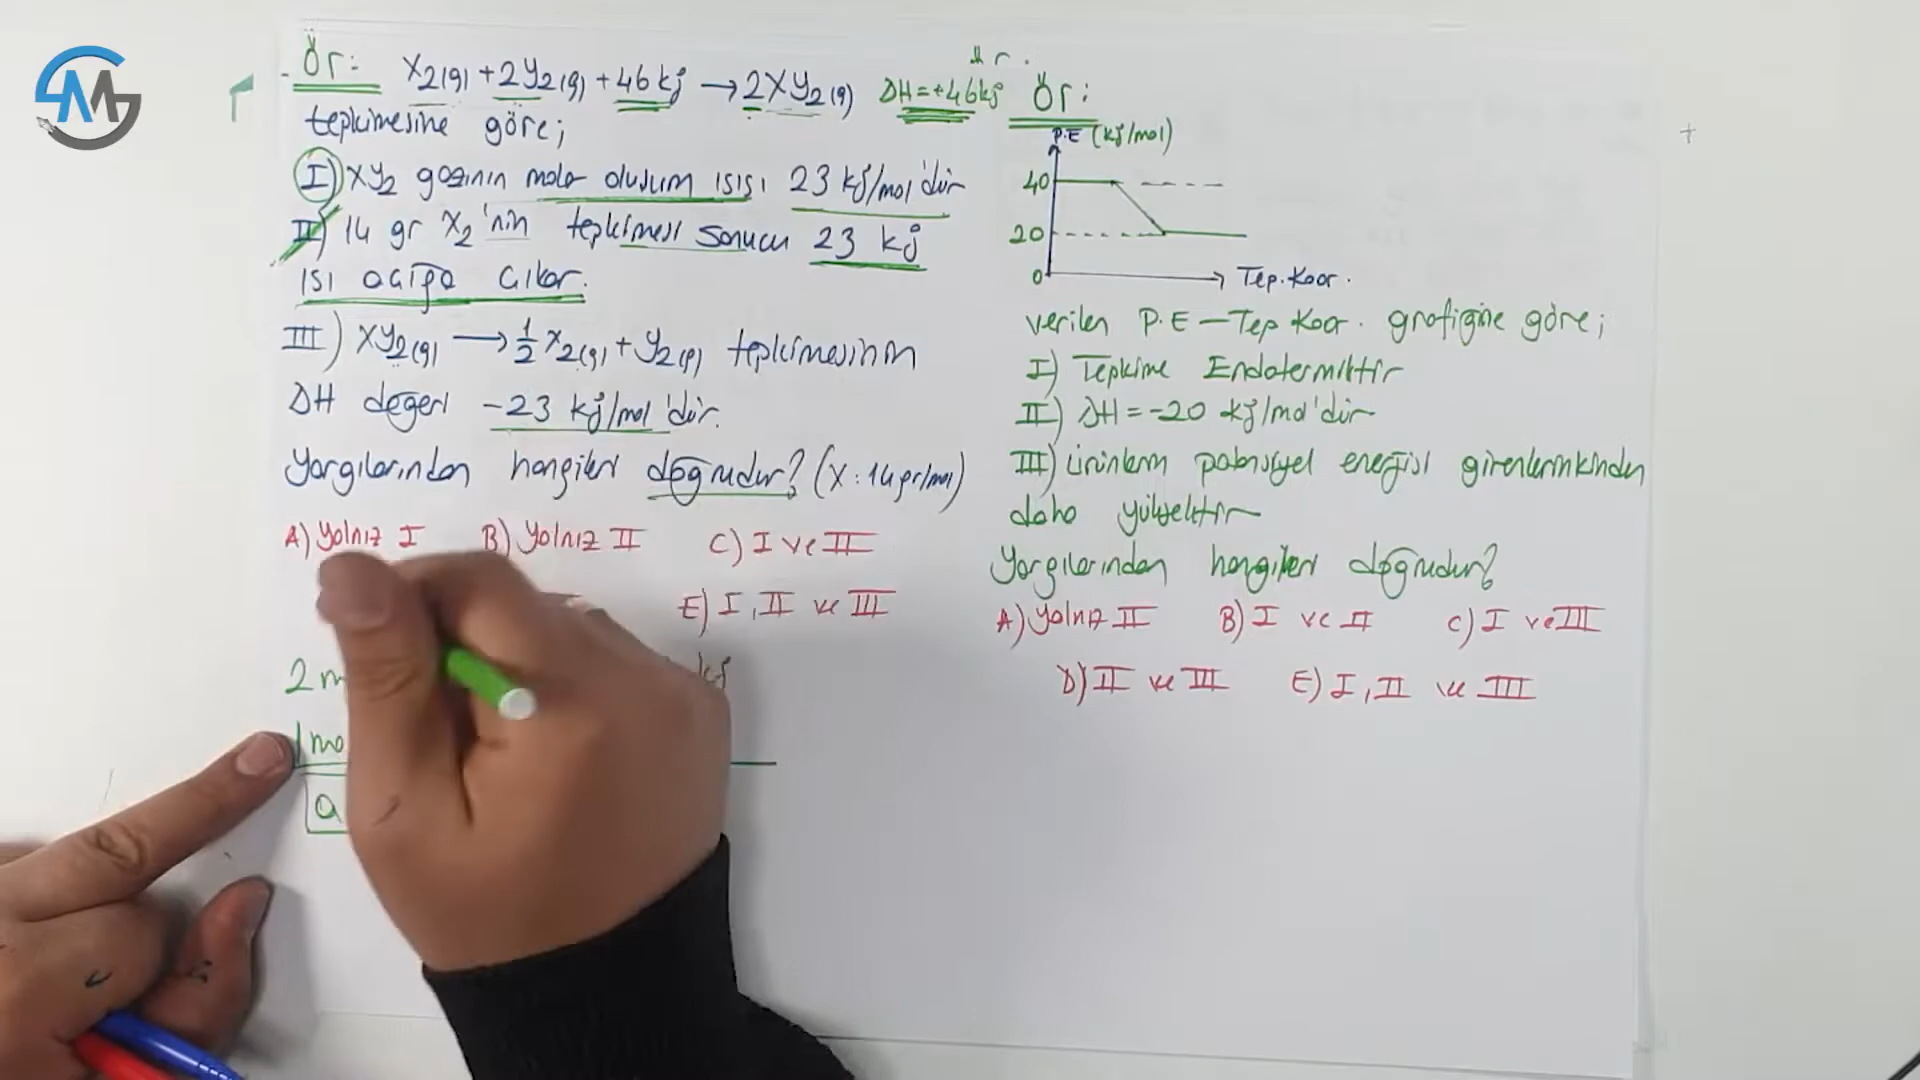 Ör: X2(g) + 2Y2(g) + 46 kj → 2XY2(g) ΔH = +46kj
tepkimesine göre;
I) XY2 gazının molar oluşum ısısı 23 kj/mol'dür
II) 14 gr X2'nin tepkimesi sonucu 23 kj
ısı açığa çıkar.
III) XY2(g) → 1/2 X2(g) + Y2(g) tepkimesinin
ΔH değeri -23 kj/mol'dür.
Yargılarından hangileri doğrudur? (X : 14 gr/mol)
A) Yalnız I B) Yalnız II C) I ve II
E) I, II ve III
2 m
1 mo
a
Ör:
P.E (kj/mol)
40
20
0
Tep. Koor.
verilen P.E - Tep Koor. grafiğine göre;
I) Tepkime Endotermiktir
II) ΔH = -20 kj/mol'dür
III) ürünlerin potansiyel enerjisi girenlerinkinden
daha yüksektir
Yargılarından hangileri doğrudur?
A) Yalnız II B) I ve II C) I ve III
D) II ve III E) I, II ve III